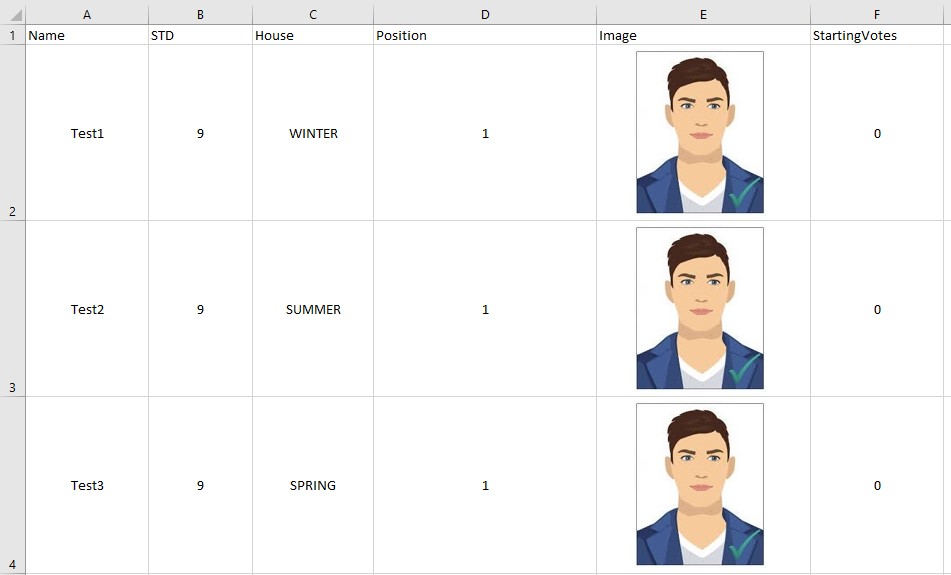 A B C D E F
1 Name STD House Position Image StartingVotes
2 Test1 9 WINTER 1 0
3 Test2 9 SUMMER 1 0
4 Test3 9 SPRING 1 0